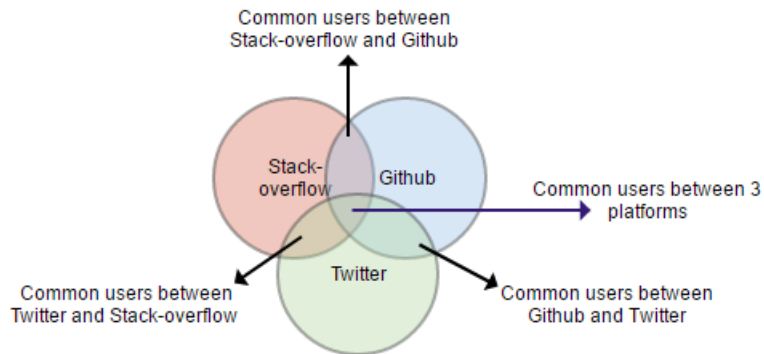 Common users between
Stack-overflow and Github
Stack-
overflow
Github
Common users between 3
platforms
Twitter
Common users between
Twitter and Stack-overflow
Common users between
Github and Twitter